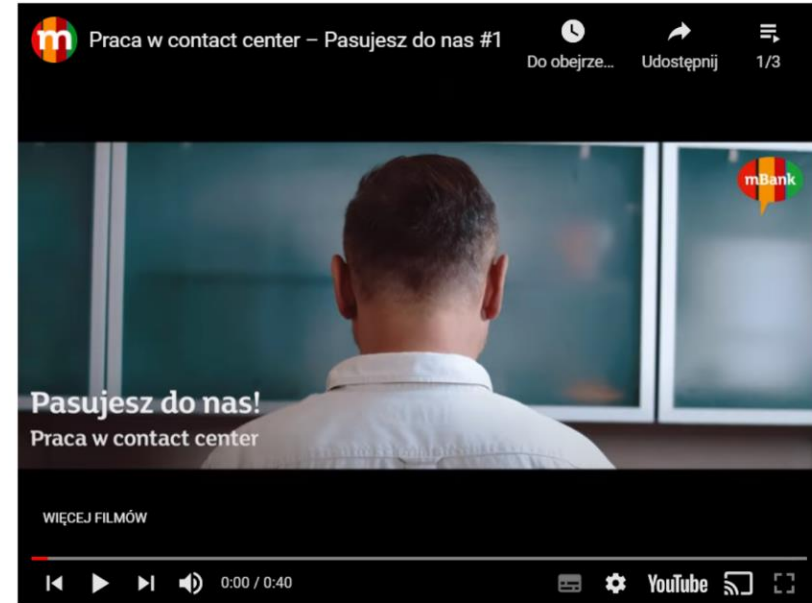 m
Praca w contact center – Pasujesz do nas #1
Do obejrze...
Udostępnij
1/3
mBank
Pasujesz do nas!
Praca w contact center
WIĘCEJ FILMÓW
0:00 / 0:40
YouTube